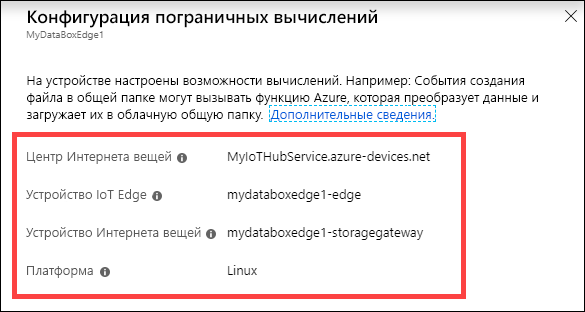 Конфигурация пограничных вычислений
MyDataBoxEdge1
На устройстве настроены возможности вычислений. Например: События создания
файла в общей папке могут вызывать функцию Azure, которая преобразует данные и
загружает их в облачную общую папку. Дополнительные сведения.
Центр Интернета вещей MyIoTHubService.azure-devices.net
Устройство IoT Edge mydataboxedge1-edge
Устройство Интернета вещей mydataboxedge1-storagegateway
Платформа Linux